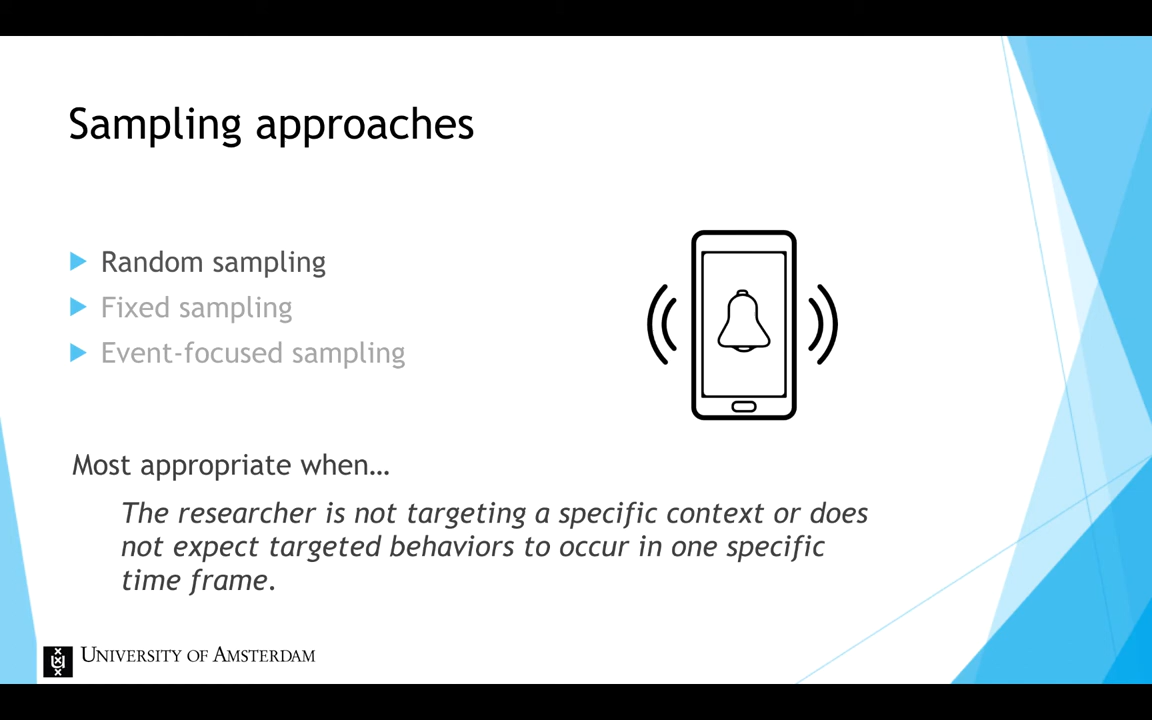 Sampling approaches
Random sampling
Fixed sampling
Event-focused sampling
Most appropriate when…
The researcher is not targeting a specific context or does
not expect targeted behaviors to occur in one specific
time frame.
UNIVERSITY OF AMSTERDAM